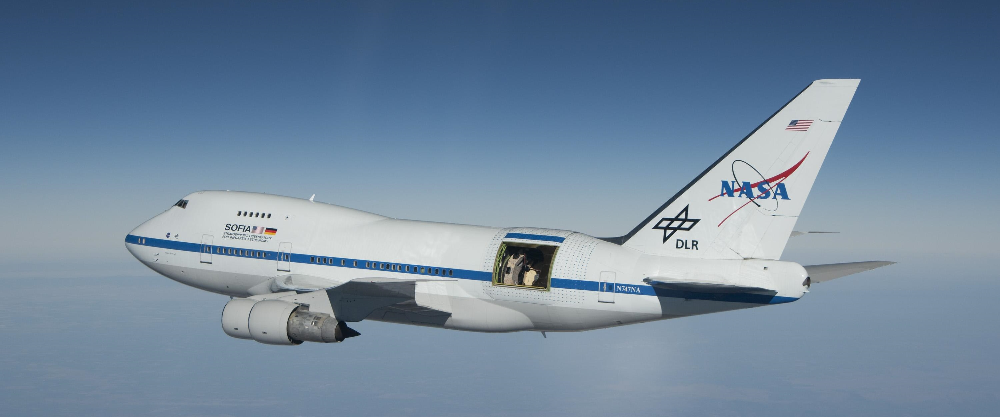 SOFIA
STRATOSPHERIC OBSERVATORY
FOR INFRARED ASTRONOMY
NASA
DLR
N747NA